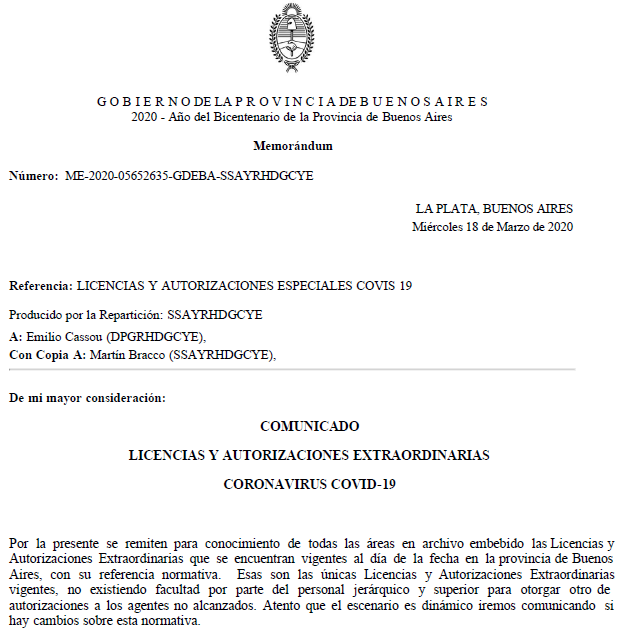 GOBIERNO DE LA PROVINCIA DE BUENOS AIRES
2020 - Año del Bicentenario de la Provincia de Buenos Aires
Memorándum
Número: ME-2020-05652635-GDEBA-SSAYRHDGCYE
LA PLATA, BUENOS AIRES
Miércoles 18 de Marzo de 2020
Referencia: LICENCIAS Y AUTORIZACIONES ESPECIALES COVIS 19
Producido por la Repartición: SSAYRHDGCYE
A: Emilio Cassou (DPGRHDGCYE),
Con Copia A: Martín Bracco (SSAYRHDGCYE),
De mi mayor consideración:
COMUNICADO
LICENCIAS Y AUTORIZACIONES EXTRAORDINARIAS
CORONAVIRUS COVID-19
Por la presente se remiten para conocimiento de todas las áreas en archivo embebido las Licencias y
Autorizaciones Extraordinarias que se encuentran vigentes al día de la fecha en la provincia de Buenos
Aires, con su referencia normativa. Esas son las únicas Licencias y Autorizaciones Extraordinarias
vigentes, no existiendo facultad por parte del personal jerárquico y superior para otorgar otro de
autorizaciones a los agentes no alcanzados. Atento que el escenario es dinámico iremos comunicando si
hay cambios sobre esta normativa.